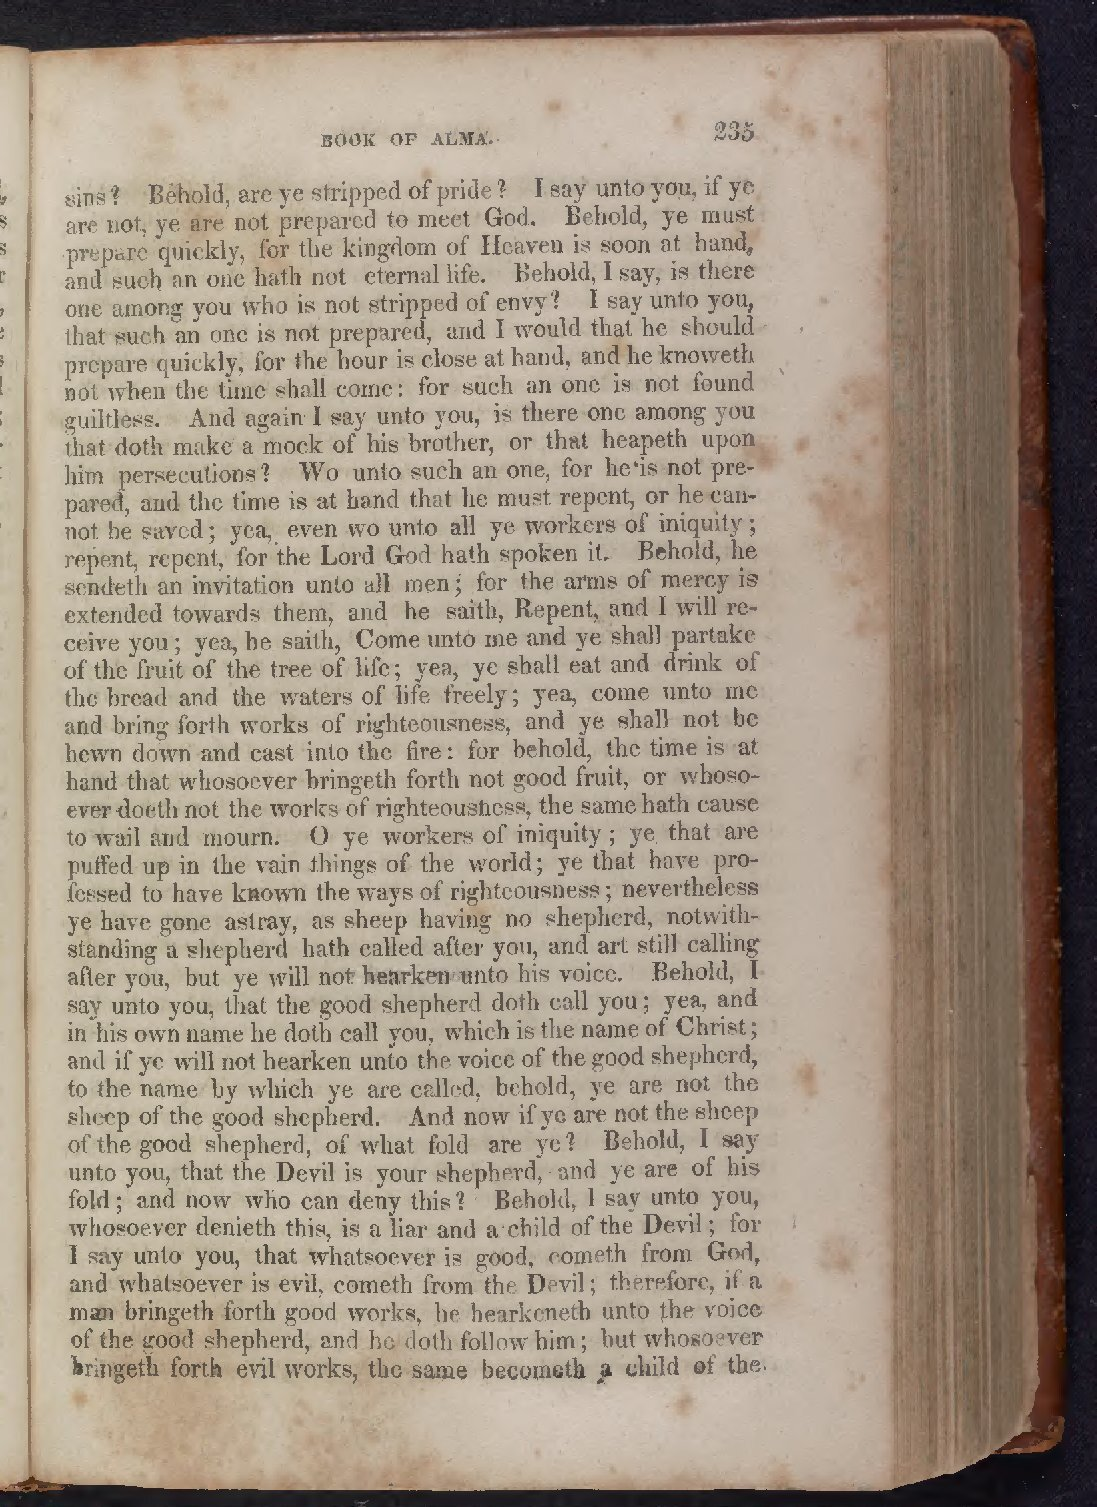 BOOK OF ALMA. 235
sins? Behold, are ye stripped of pride? I say unto you, if ye
are not, ye are not prepared to meet God. Behold, ye must
prepare quickly, for the kingdom of Heaven is soon at hand,
and such an one hath not eternal life. Behold, I say, is there
one among you who is not stripped of envy? I say unto you,
that such an one is not prepared, and I would that he should
prepare quickly, for the hour is close at hand, and he knoweth
not when the time shall come: for such an one is not found
guiltless. And again I say unto you, is there one among you
that doth make a mock of his brother, or that heapeth upon
him persecutions? Wo unto such an one, for he is not pre-
pared, and the time is at hand that he must repent, or he can-
not be saved; yea, even wo unto all ye workers of iniquity;
repent, repent, for the Lord God hath spoken it. Behold, he
sendeth an invitation unto all men; for the arms of mercy is
extended towards them, and he saith, Repent, and I will re-
ceive you; yea, he saith, Come unto me and ye shall partake
of the fruit of the tree of life; yea, ye shall eat and drink of
the bread and the waters of life freely; yea, come unto me
and bring forth works of righteousness, and ye shall not be
hewn down and cast into the fire: for behold, the time is at
hand that whosoever bringeth forth not good fruit, or whoso-
ever doeth not the works of righteousness, the same hath cause
to wail and mourn. O ye workers of iniquity; ye that are
puffed up in the vain things of the world; ye that have pro-
fessed to have known the ways of righteousness; nevertheless
ye have gone astray, as sheep having no shepherd, notwith-
standing a shepherd hath called after you, and art still calling
after you, but ye will not hearken unto his voice. Behold, I
say unto you, that the good shepherd doth call you; yea, and
in his own name he doth call you, which is the name of Christ;
and if ye will not hearken unto the voice of the good shepherd,
to the name by which ye are called, behold, ye are not the
sheep of the good shepherd. And now if ye are not the sheep
of the good shepherd, of what fold are ye? Behold, I say
unto you, that the Devil is your shepherd, and ye are of his
fold; and now who can deny this? Behold, I say unto you,
whosoever denieth this, is a liar and a child of the Devil; for
I say unto you, that whatsoever is good, cometh from God,
and whatsoever is evil, cometh from the Devil; therefore, if a
man bringeth forth good works, he hearkeneth unto the voice
of the good shepherd, and he doth follow him; but whosoever
bringeth forth evil works, the same becometh a child of the